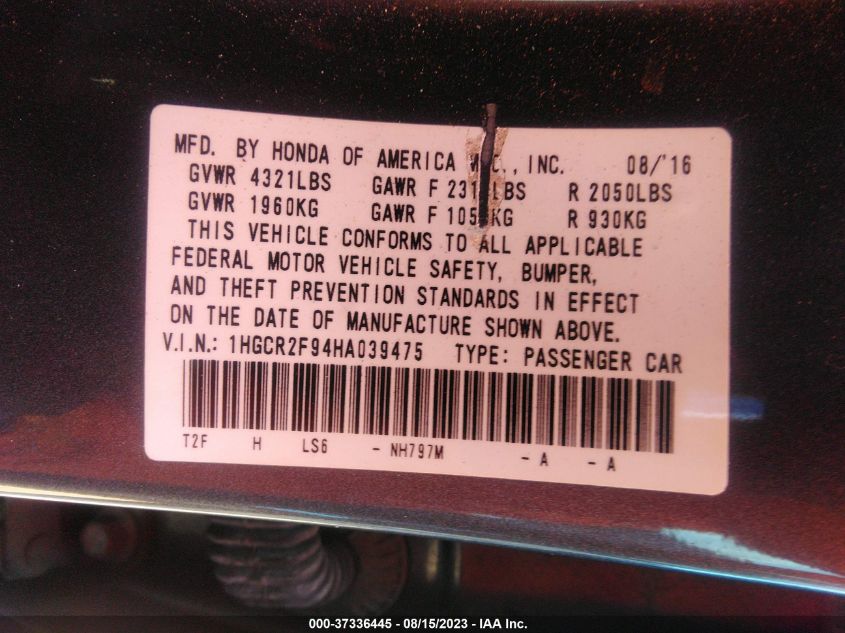 MFD. BY HONDA OF AMERICA , INC. 08/'16
GVWR 4321LBS GAWR F LBS R 2050LBS
GVWR 1960KG GAWR F KG R 930KG
THIS VEHICLE CONFORMS TO ALL APPLICABLE
FEDERAL MOTOR VEHICLE SAFETY, BUMPER,
AND THEFT PREVENTION STANDARDS IN EFFECT
ON THE DATE OF MANUFACTURE SHOWN ABOVE.
V.I.N.: 1HGCR2F94HA039475 TYPE: PASSENGER CAR
T2F H LS6 - NH797M - A - A
000-37336445 - 08/15/2023 - IAA Inc.